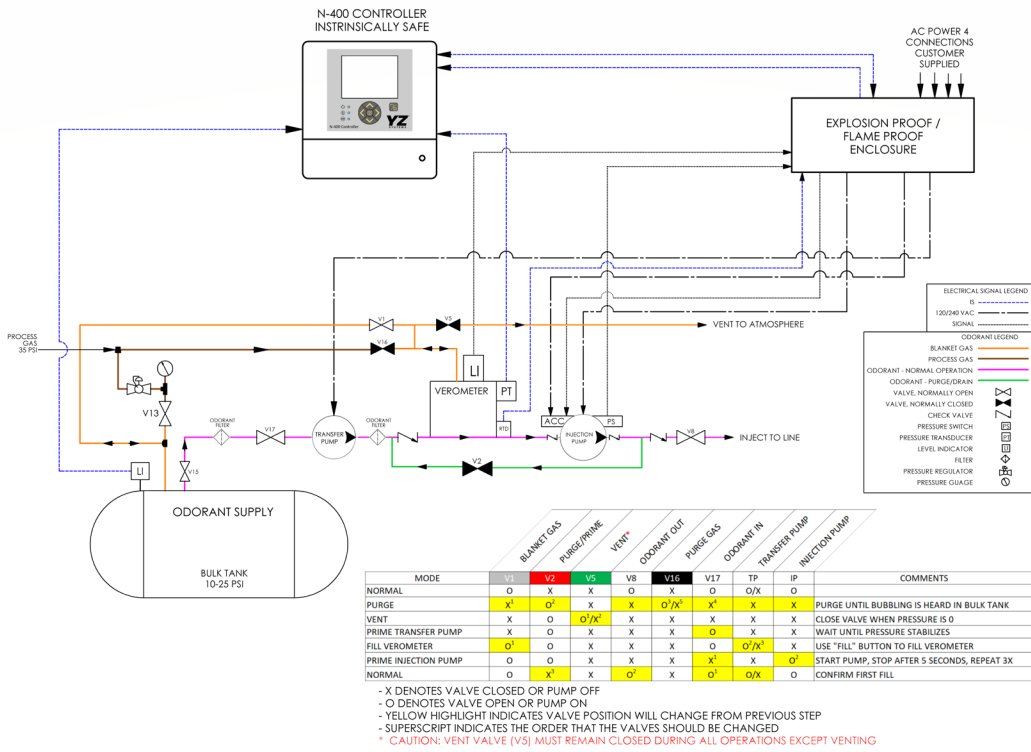 N-400 CONTROLLER
INSTRINSICALLY SAFE
N-400 Controller
YZ
SYSTEMS
AC POWER 4
CONNECTIONS
CUSTOMER
SUPPLIED
EXPLOSION PROOF /
FLAME PROOF
ENCLOSURE
PROCESS
GAS
35 PSI
V1
V5
VENT TO ATMOSPHERE
V16
V13
LI
VEROMETER
PT
RTD
ODORANT
FILTER
V17
TRANSFER
PUMP
ODORANT
FILTER
ACC
PS
INJECTION
PUMP
V8
INJECT TO LINE
V2
V15
LI
ODORANT SUPPLY
BULK TANK
10-25 PSI
ELECTRICAL SIGNAL LEGEND
IS
120/240 VAC
SIGNAL
ODORANT LEGEND
BLANKET GAS
PROCESS GAS
ODORANT - NORMAL OPERATION
ODORANT - PURGE/DRAIN
VALVE, NORMALLY OPEN
VALVE, NORMALLY CLOSED
CHECK VALVE
PRESSURE SWITCH PS
PRESSURE TRANSDUCER PT
LEVEL INDICATOR LI
FILTER
PRESSURE REGULATOR
PRESSURE GUAGE
BLANKET GAS PURGE/PRIME VENT* ODORANT OUT PURGE GAS ODORANT IN TRANSFER PUMP INJECTION PUMP
MODE V1 V2 V5 V8 V16 V17 TP IP COMMENTS
NORMAL O X X O X O O/X O
PURGE X¹ O² X X O³/X⁵ X⁴ X X PURGE UNTIL BUBBLING IS HEARD IN BULK TANK
VENT X O O¹/X² X X X X X CLOSE VALVE WHEN PRESSURE IS 0
PRIME TRANSFER PUMP X O X X X O X X WAIT UNTIL PRESSURE STABILIZES
FILL VEROMETER O¹ O X X X O O²/X³ X USE "FILL" BUTTON TO FILL VEROMETER
PRIME INJECTION PUMP O O X X X X¹ X O² START PUMP, STOP AFTER 5 SECONDS, REPEAT 3X
NORMAL O X³ X O² X O¹ O/X O CONFIRM FIRST FILL
- X DENOTES VALVE CLOSED OR PUMP OFF
- O DENOTES VALVE OPEN OR PUMP ON
- YELLOW HIGHLIGHT INDICATES VALVE POSITION WILL CHANGE FROM PREVIOUS STEP
- SUPERSCRIPT INDICATES THE ORDER THAT THE VALVES SHOULD BE CHANGED
* CAUTION: VENT VALVE (V5) MUST REMAIN CLOSED DURING ALL OPERATIONS EXCEPT VENTING